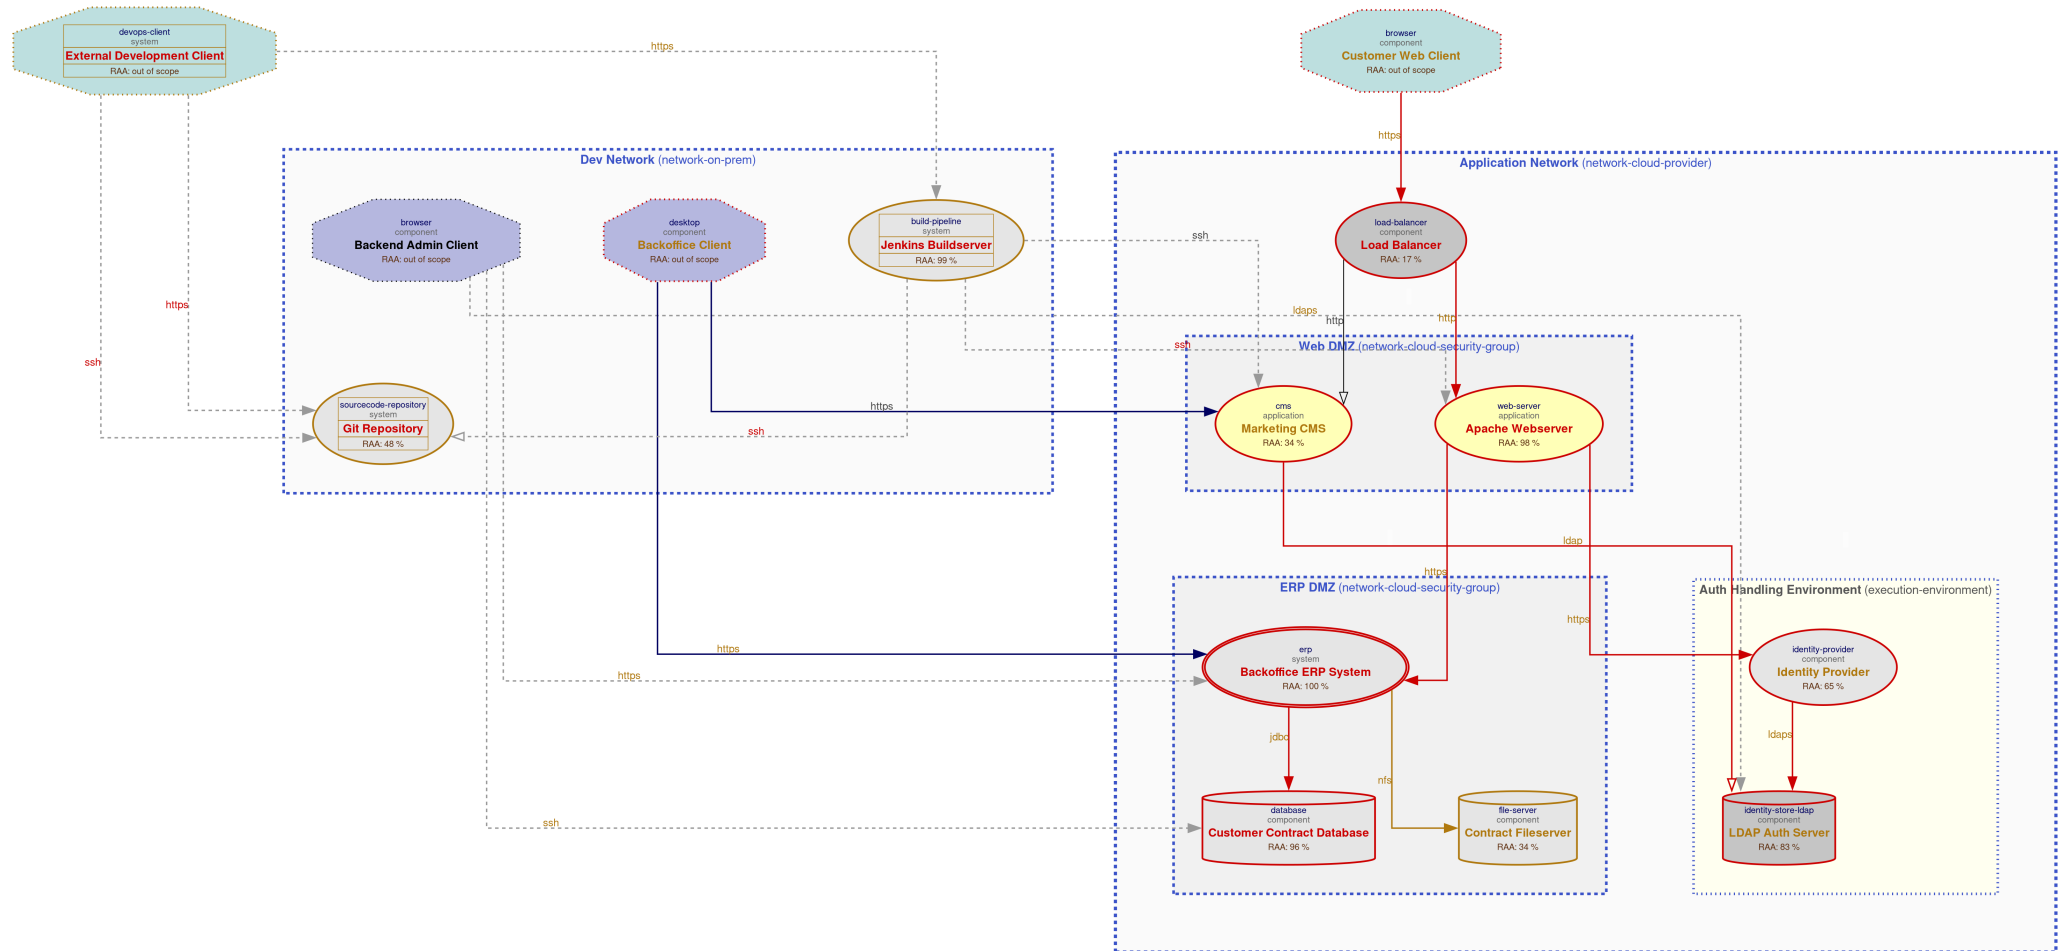 devops-client
system
External Development Client
RAA: out of scope
https
browser
component
Customer Web Client
RAA: out of scope
https
Dev Network (network-on-prem)
Application Network (network-cloud-provider)
browser
component
Backend Admin Client
RAA: out of scope
desktop
component
Backoffice Client
RAA: out of scope
build-pipeline
system
Jenkins Buildserver
RAA: 99 %
ssh
load-balancer
component
Load Balancer
RAA: 17 %
https
ldaps
http
http
ssh
Web DMZ (network-cloud-security-group)
ssh
sourcecode-repository
system
Git Repository
RAA: 48 %
https
ssh
cms
application
Marketing CMS
RAA: 34 %
web-server
application
Apache Webserver
RAA: 98 %
ldap
https
ERP DMZ (network-cloud-security-group)
Auth Handling Environment (execution-environment)
https
https
https
erp
system
Backoffice ERP System
RAA: 100 %
identity-provider
component
Identity Provider
RAA: 65 %
jdbc
ldaps
nfs
ssh
database
component
Customer Contract Database
RAA: 96 %
file-server
component
Contract Fileserver
RAA: 34 %
identity-store-ldap
component
LDAP Auth Server
RAA: 83 %